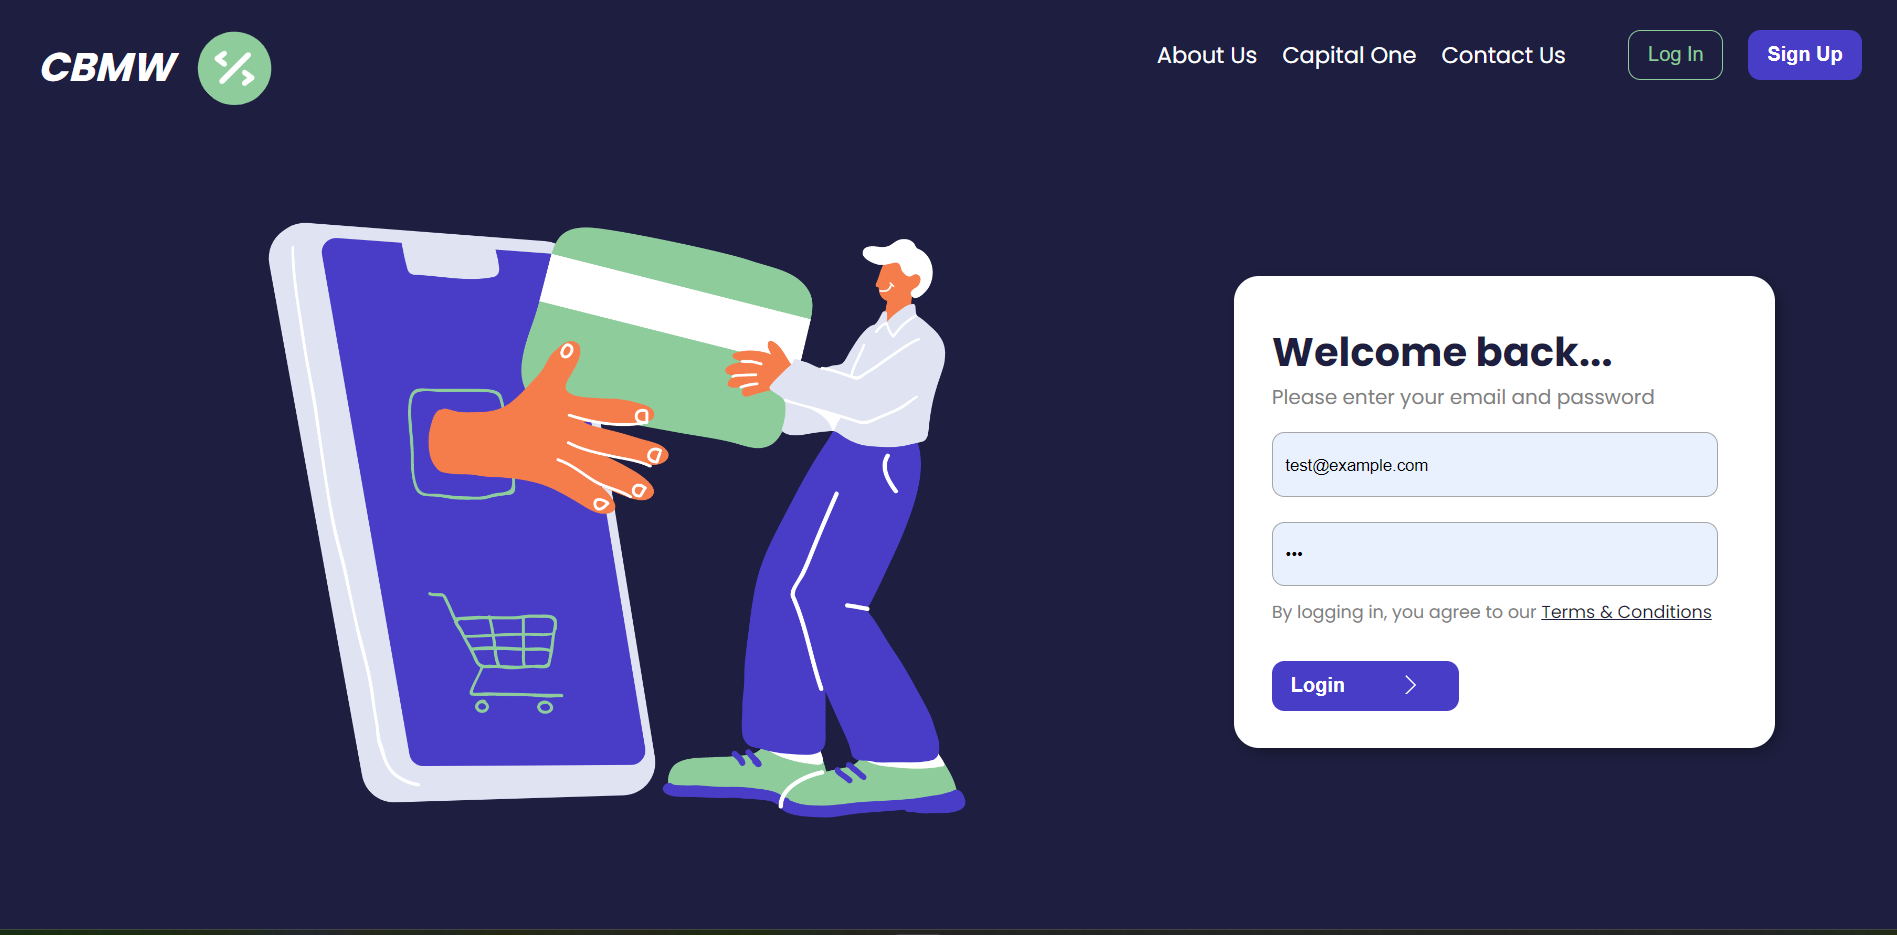 CBMW
About Us Capital One Contact Us Log In Sign Up
Welcome back...
Please enter your email and password
test@example.com
•••
By logging in, you agree to our Terms & Conditions
Login